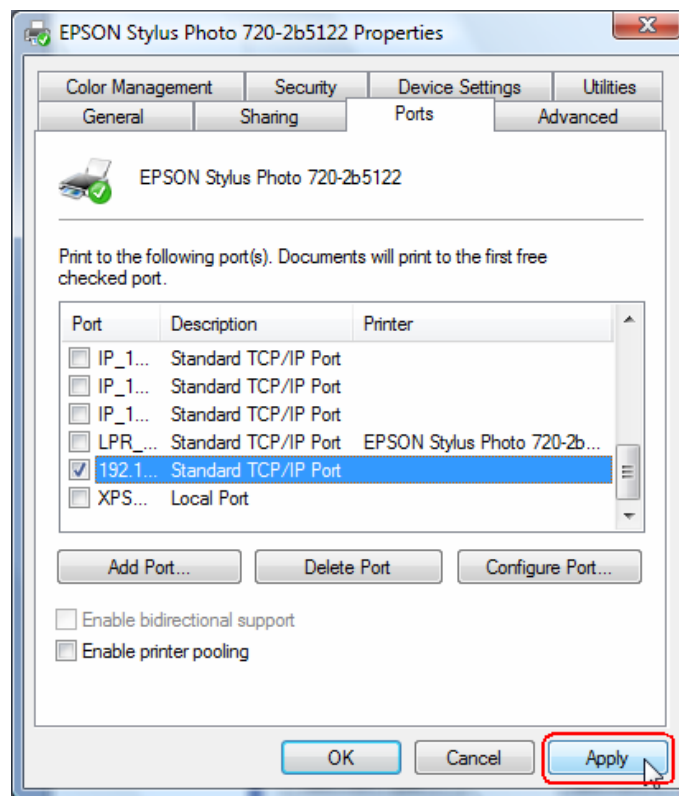 EPSON Stylus Photo 720-2b5122 Properties
Color Management Security Device Settings Utilities
General Sharing Ports Advanced
EPSON Stylus Photo 720-2b5122
Print to the following port(s). Documents will print to the first free
checked port.
Port Description Printer
IP_1... Standard TCP/IP Port
IP_1... Standard TCP/IP Port
IP_1... Standard TCP/IP Port
LPR_... Standard TCP/IP Port EPSON Stylus Photo 720-2b...
192.1... Standard TCP/IP Port
XPS... Local Port
Add Port... Delete Port Configure Port...
Enable bidirectional support
Enable printer pooling
OK Cancel Apply